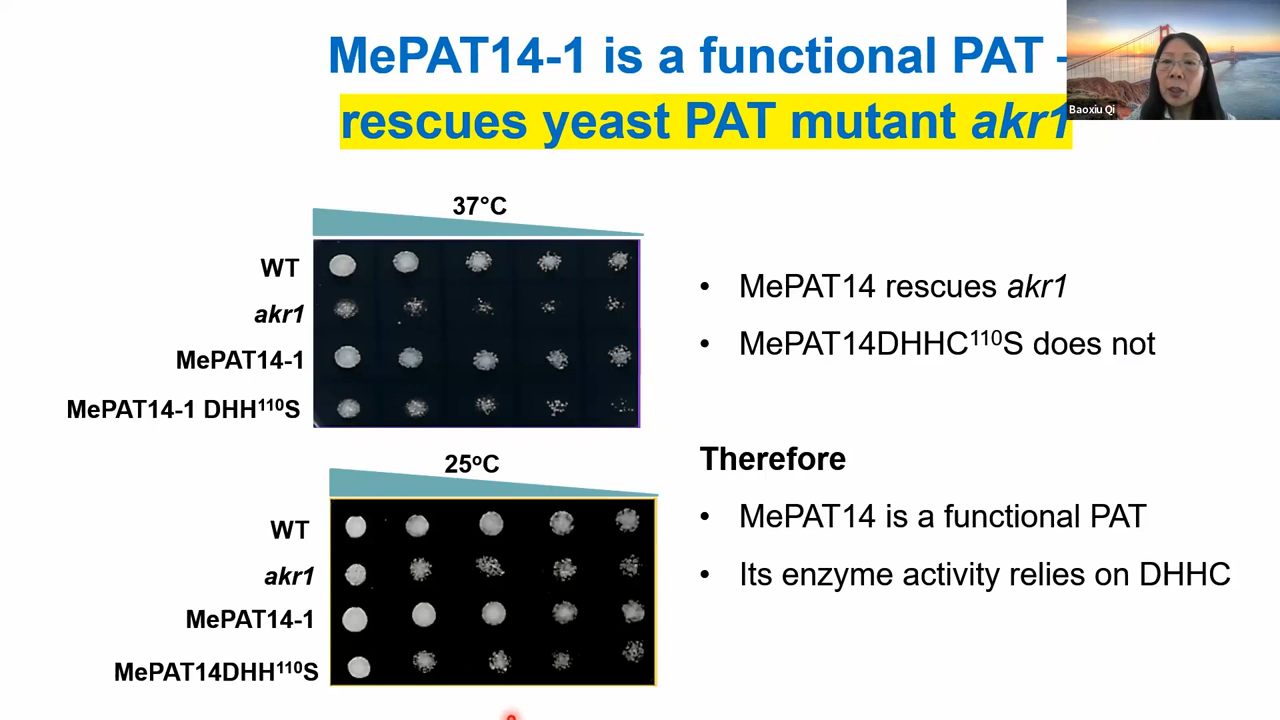 MePAT14-1 is a functional PAT -
rescues yeast PAT mutant akr1
Baoxiu Qi
37°C
WT
akr1
MePAT14-1
MePAT14-1 DHH¹¹⁰S
25ºC
WT
akr1
MePAT14-1
MePAT14DHH¹¹⁰S
• MePAT14 rescues akr1
• MePAT14DHHC¹¹⁰S does not
Therefore
• MePAT14 is a functional PAT
• Its enzyme activity relies on DHHC